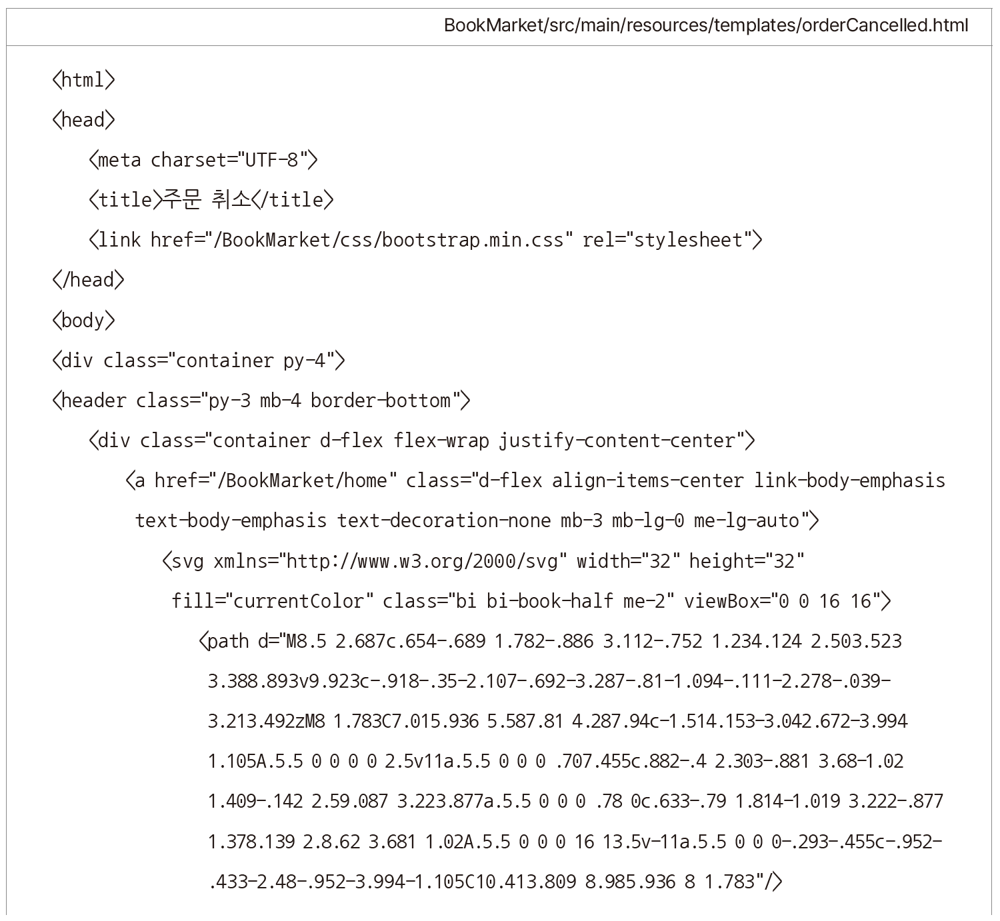 BookMarket/src/main/resources/templates/orderCancelled.html
<html>
<head>
<meta charset="UTF-8">
<title>주문 취소</title>
<link href="/BookMarket/css/bootstrap.min.css" rel="stylesheet">
</head>
<body>
<div class="container py-4">
<header class="py-3 mb-4 border-bottom">
<div class="container d-flex flex-wrap justify-content-center">
<a href="/BookMarket/home" class="d-flex align-items-center link-body-emphasis
text-body-emphasis text-decoration-none mb-3 mb-lg-0 me-lg-auto">
<svg xmlns="http://www.w3.org/2000/svg" width="32" height="32"
fill="currentColor" class="bi bi-book-half me-2" viewBox="0 0 16 16">
<path d="M8.5 2.687c.654-.689 1.782-.886 3.112-.752 1.234.124 2.503.523
3.388.893v9.923c-.918-.35-2.107-.692-3.287-.81-1.094-.111-2.278-.039-
3.213.492zM8 1.783C7.015.936 5.587.81 4.287.94c-1.514.153-3.042.672-3.994
1.105A.5.5 0 0 0 0 2.5v11a.5.5 0 0 0 .707.455c.882-.4 2.303-.881 3.68-1.02
1.409-.142 2.59.087 3.223.877a.5.5 0 0 0 .78 0c.633-.79 1.814-1.019 3.222-.877
1.378.139 2.8.62 3.681 1.02A.5.5 0 0 0 16 13.5v-11a.5.5 0 0 0-.293-.455c-.952-
.433-2.48-.952-3.994-1.105C10.413.809 8.985.936 8 1.783"/>